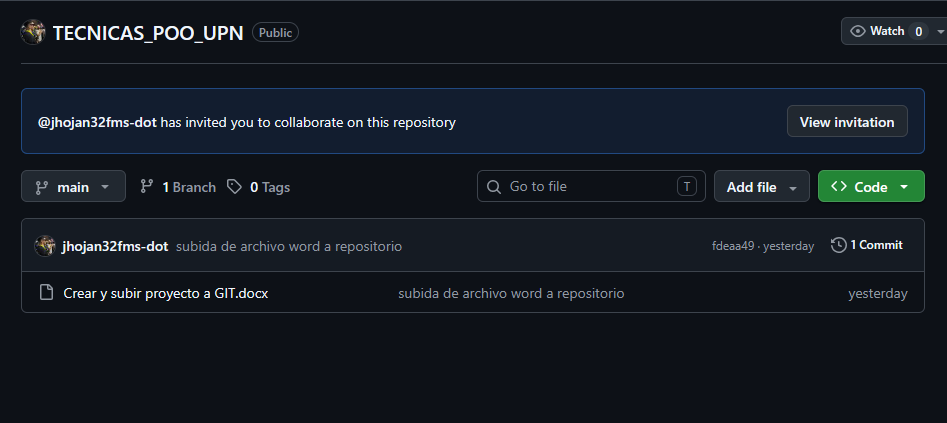 TECNICAS_POO_UPN Public Watch 0
@jhojan32fms-dot has invited you to collaborate on this repository View invitation
main 1 Branch 0 Tags Go to file T Add file Code
jhojan32fms-dot subida de archivo word a repositorio fdeaa49 · yesterday 1 Commit
Crear y subir proyecto a GIT.docx subida de archivo word a repositorio yesterday